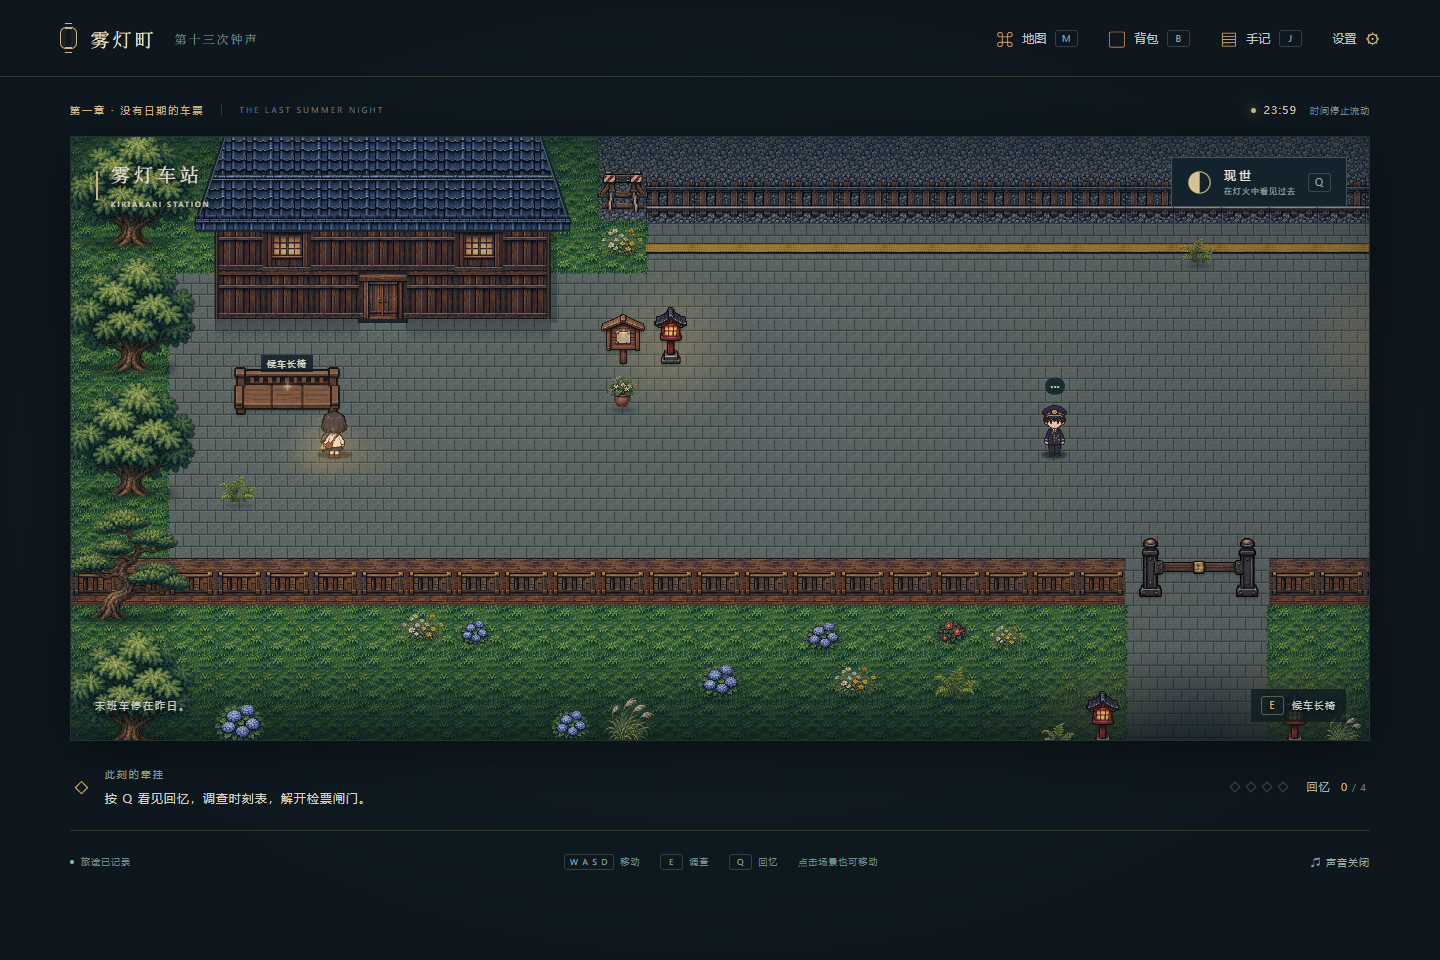 雾灯町 第十三次钟声
地图 M 背包 B 手记 J 设置
第一章 · 没有日期的车票 THE LAST SUMMER NIGHT
23:59 时间停止流动
雾灯车站
KIRIAKARI STATION
现世
在灯火中看见过去
Q
候车长椅
...
末班车停在昨日。
E 候车长椅
此刻的牵挂
按 Q 看见回忆，调查时刻表，解开检票闸门。
回忆 0 / 4
旅途已记录
WASD 移动 E 调查 Q 回忆 点击场景也可移动
声音关闭